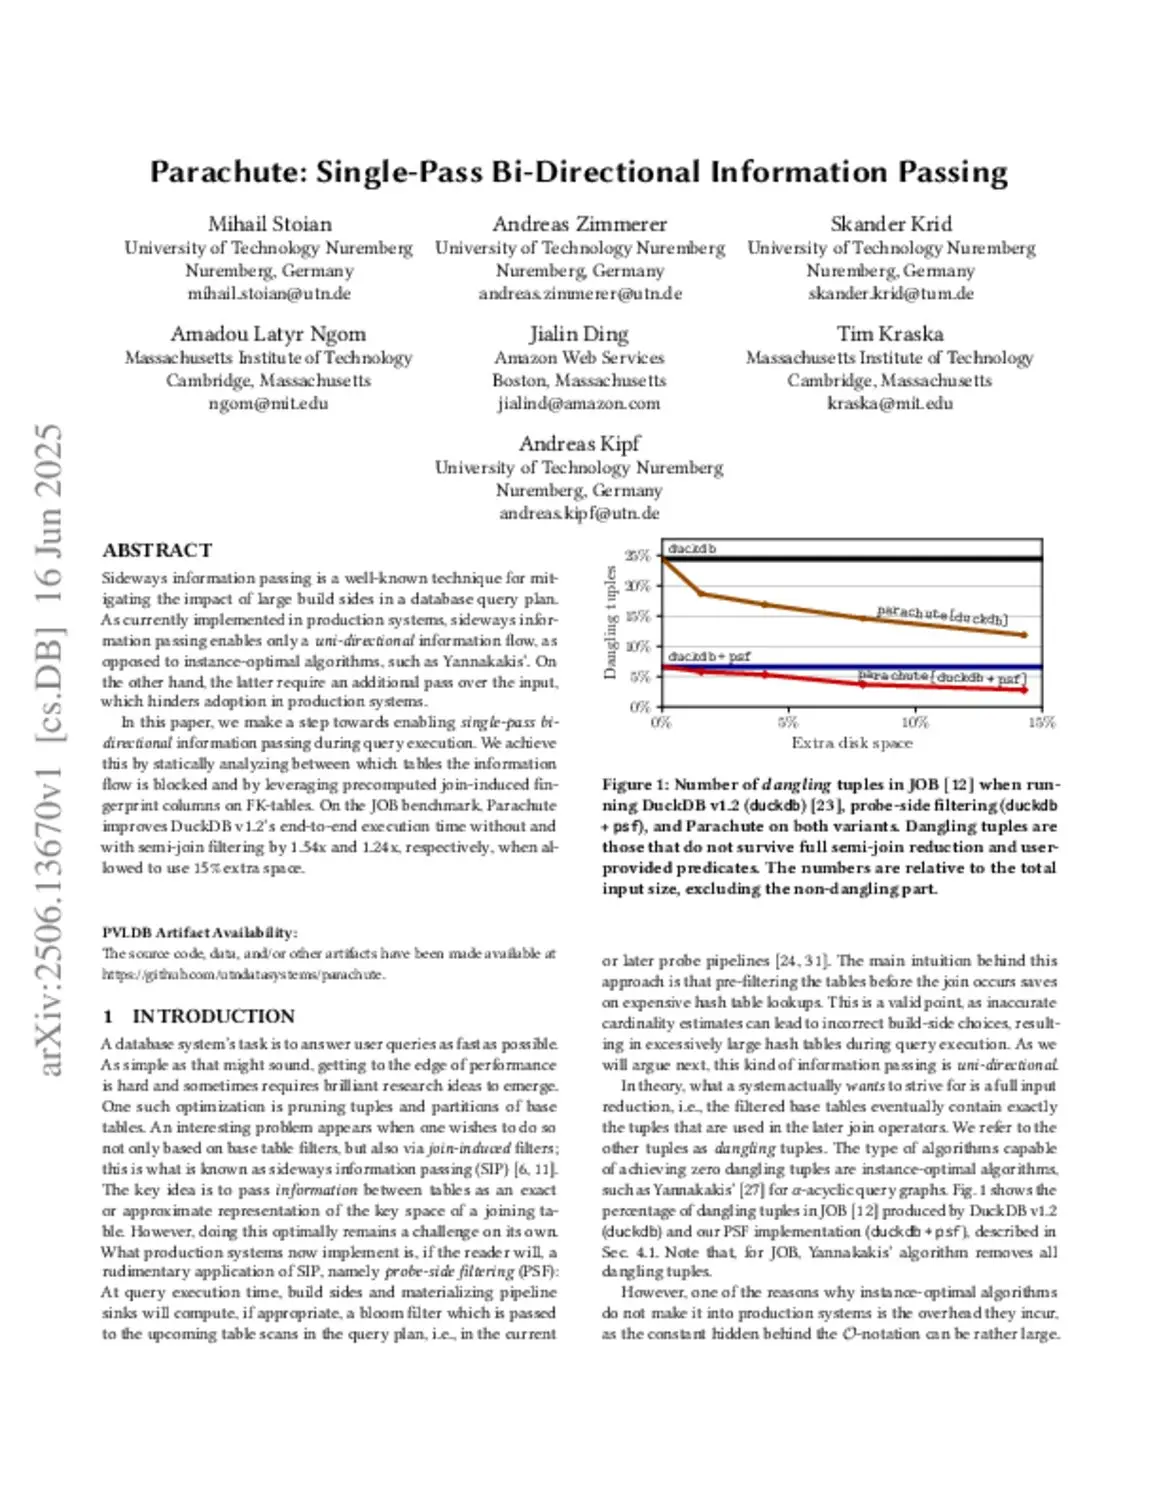 Parachute: Single-Pass Bi-Directional Information Passing
Mihail Stoian
University of Technology Nuremberg
Nuremberg, Germany
mihail.stoian@utn.de
Andreas Zimmerer
University of Technology Nuremberg
Nuremberg, Germany
andreas.zimmerer@utn.de
Skander Krid
University of Technology Nuremberg
Nuremberg, Germany
skander.krid@tum.de
Amadou Latyr Ngom
Massachusetts Institute of Technology
Cambridge, Massachusetts
ngom@mit.edu
Jialin Ding
Amazon Web Services
Boston, Massachusetts
jialind@amazon.com
Tim Kraska
Massachusetts Institute of Technology
Cambridge, Massachusetts
kraska@mit.edu
Andreas Kipf
University of Technology Nuremberg
Nuremberg, Germany
andreas.kipf@utn.de
arXiv:2506.13670v1 [cs.DB] 16 Jun 2025
ABSTRACT
Sideways information passing is a well-known technique for mit-
igating the impact of large build sides in a database query plan.
As currently implemented in production systems, sideways infor-
mation passing enables only a uni-directional information flow, as
opposed to instance-optimal algorithms, such as Yannakakis'. On
the other hand, the latter require an additional pass over the input,
which hinders adoption in production systems.
In this paper, we make a step towards enabling single-pass bi-
directional information passing during query execution. We achieve
this by statically analyzing between which tables the information
flow is blocked and by leveraging precomputed join-induced fin-
gerprint columns on FK-tables. On the JOB benchmark, Parachute
improves DuckDB v1.2's end-to-end execution time without and
with semi-join filtering by 1.54x and 1.24x, respectively, when al-
lowed to use 15% extra space.
PVLDB Artifact Availability:
The source code, data, and/or other artifacts have been made available at
https://github.com/utndatasystems/parachute.
1 INTRODUCTION
A database system's task is to answer user queries as fast as possible.
As simple as that might sound, getting to the edge of performance
is hard and sometimes requires brilliant research ideas to emerge.
One such optimization is pruning tuples and partitions of base
tables. An interesting problem appears when one wishes to do so
not only based on base table filters, but also via join-induced filters;
this is what is known as sideways information passing (SIP) [6, 11].
The key idea is to pass information between tables as an exact
or approximate representation of the key space of a joining ta-
ble. However, doing this optimally remains a challenge on its own.
What production systems now implement is, if the reader will, a
rudimentary application of SIP, namely probe-side filtering (PSF):
At query execution time, build sides and materializing pipeline
sinks will compute, if appropriate, a bloom filter which is passed
to the upcoming table scans in the query plan, i.e., in the current
Dangling tuples
25%
20%
15%
10%
5%
0%
duckdb
parachute[duckdb]
duckdb + psf
parachute[duckdb + psf]
0% 5% 10% 15%
Extra disk space
Figure 1: Number of dangling tuples in JOB [12] when run-
ning DuckDB v1.2 (duckdb) [23], probe-side filtering (duckdb
+ psf), and Parachute on both variants. Dangling tuples are
those that do not survive full semi-join reduction and user-
provided predicates. The numbers are relative to the total
input size, excluding the non-dangling part.
or later probe pipelines [24, 31]. The main intuition behind this
approach is that pre-filtering the tables before the join occurs saves
on expensive hash table lookups. This is a valid point, as inaccurate
cardinality estimates can lead to incorrect build-side choices, result-
ing in excessively large hash tables during query execution. As we
will argue next, this kind of information passing is uni-directional.
In theory, what a system actually wants to strive for is a full input
reduction, i.e., the filtered base tables eventually contain exactly
the tuples that are used in the later join operators. We refer to the
other tuples as dangling tuples. The type of algorithms capable
of achieving zero dangling tuples are instance-optimal algorithms,
such as Yannakakis' [27] for α-acyclic query graphs. Fig. 1 shows the
percentage of dangling tuples in JOB [12] produced by DuckDB v1.2
(duckdb) and our PSF implementation (duckdb + psf), described in
Sec. 4.1. Note that, for JOB, Yannakakis' algorithm removes all
dangling tuples.
However, one of the reasons why instance-optimal algorithms
do not make it into production systems is the overhead they incur,
as the constant hidden behind the O-notation can be rather large.